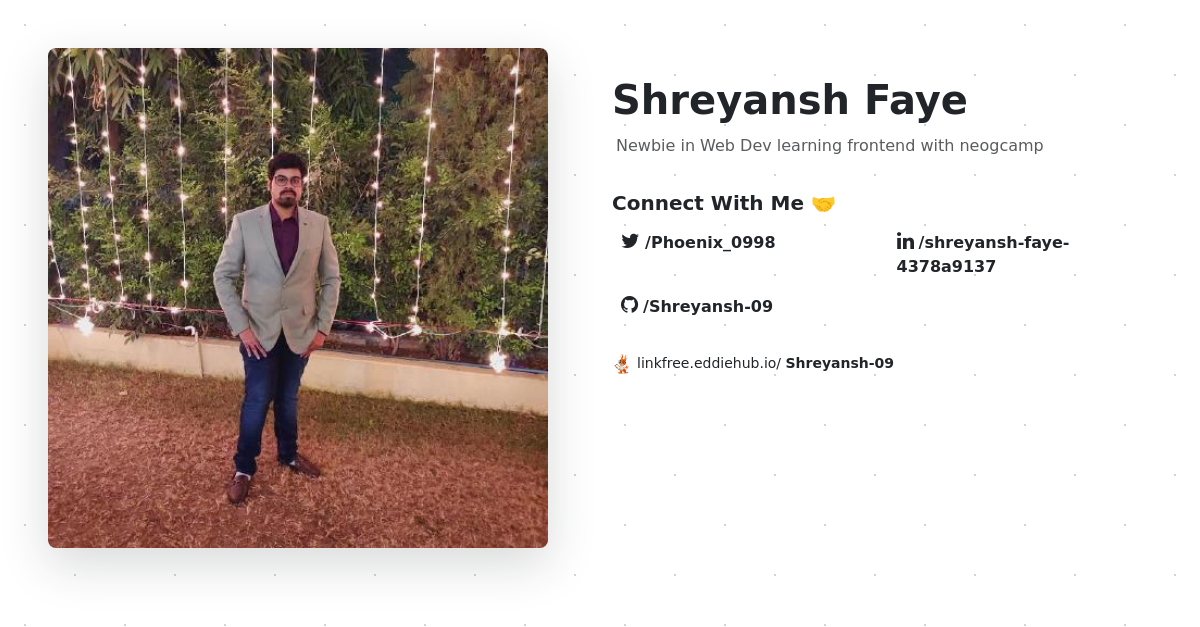 Shreyansh Faye
Newbie in Web Dev learning frontend with neogcamp
Connect With Me 🤝
/Phoenix_0998
/shreyansh-faye-
4378a9137
/Shreyansh-09
linkfree.eddiehub.io/ Shreyansh-09